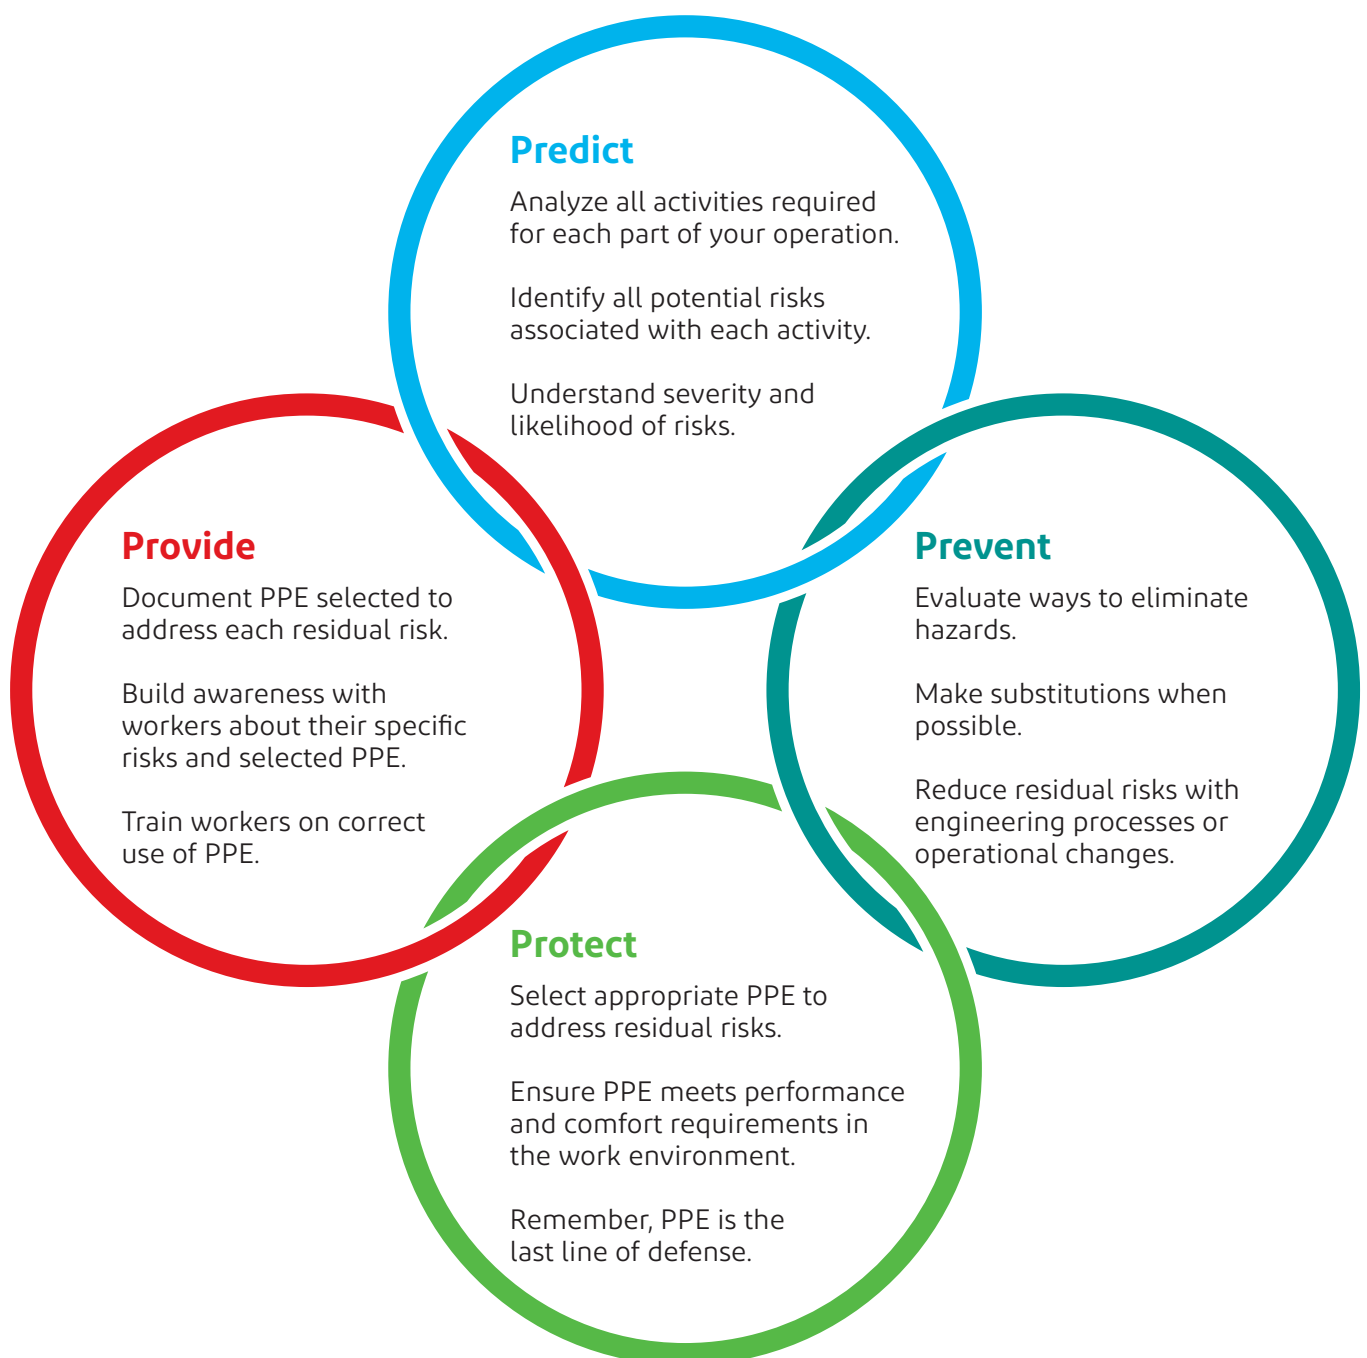 Predict
Analyze all activities required
for each part of your operation.
Identify all potential risks
associated with each activity.
Understand severity and
likelihood of risks.
Provide
Document PPE selected to
address each residual risk.
Build awareness with
workers about their specific
risks and selected PPE.
Train workers on correct
use of PPE.
Prevent
Evaluate ways to eliminate
hazards.
Make substitutions when
possible.
Reduce residual risks with
engineering processes or
operational changes.
Protect
Select appropriate PPE to
address residual risks.
Ensure PPE meets performance
and comfort requirements in
the work environment.
Remember, PPE is the
last line of defense.